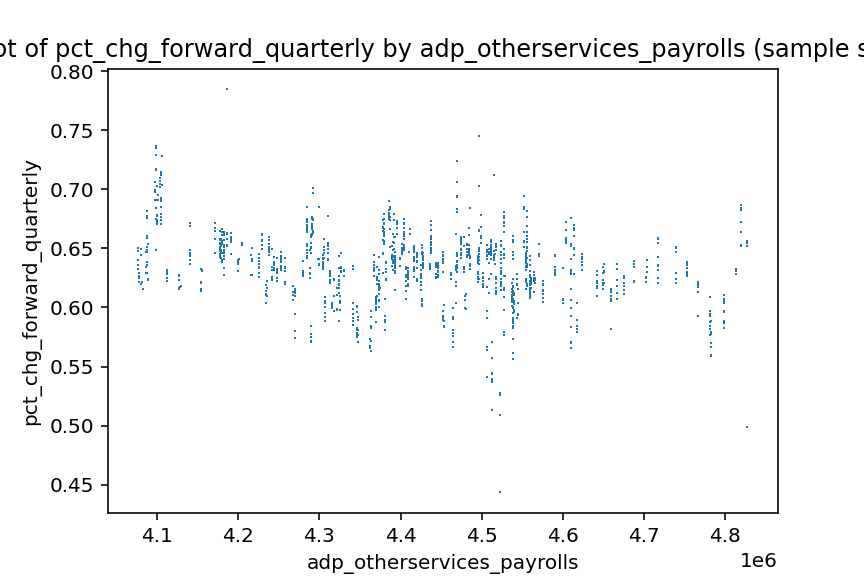 ot of pct_chg_forward_quarterly by adp_otherservices_payrolls (sample s
0.80
0.75
0.70
0.65
0.60
0.55
0.50
0.45
pct_chg_forward_quarterly
4.1 4.2 4.3 4.4 4.5 4.6 4.7 4.8
1e6
adp_otherservices_payrolls